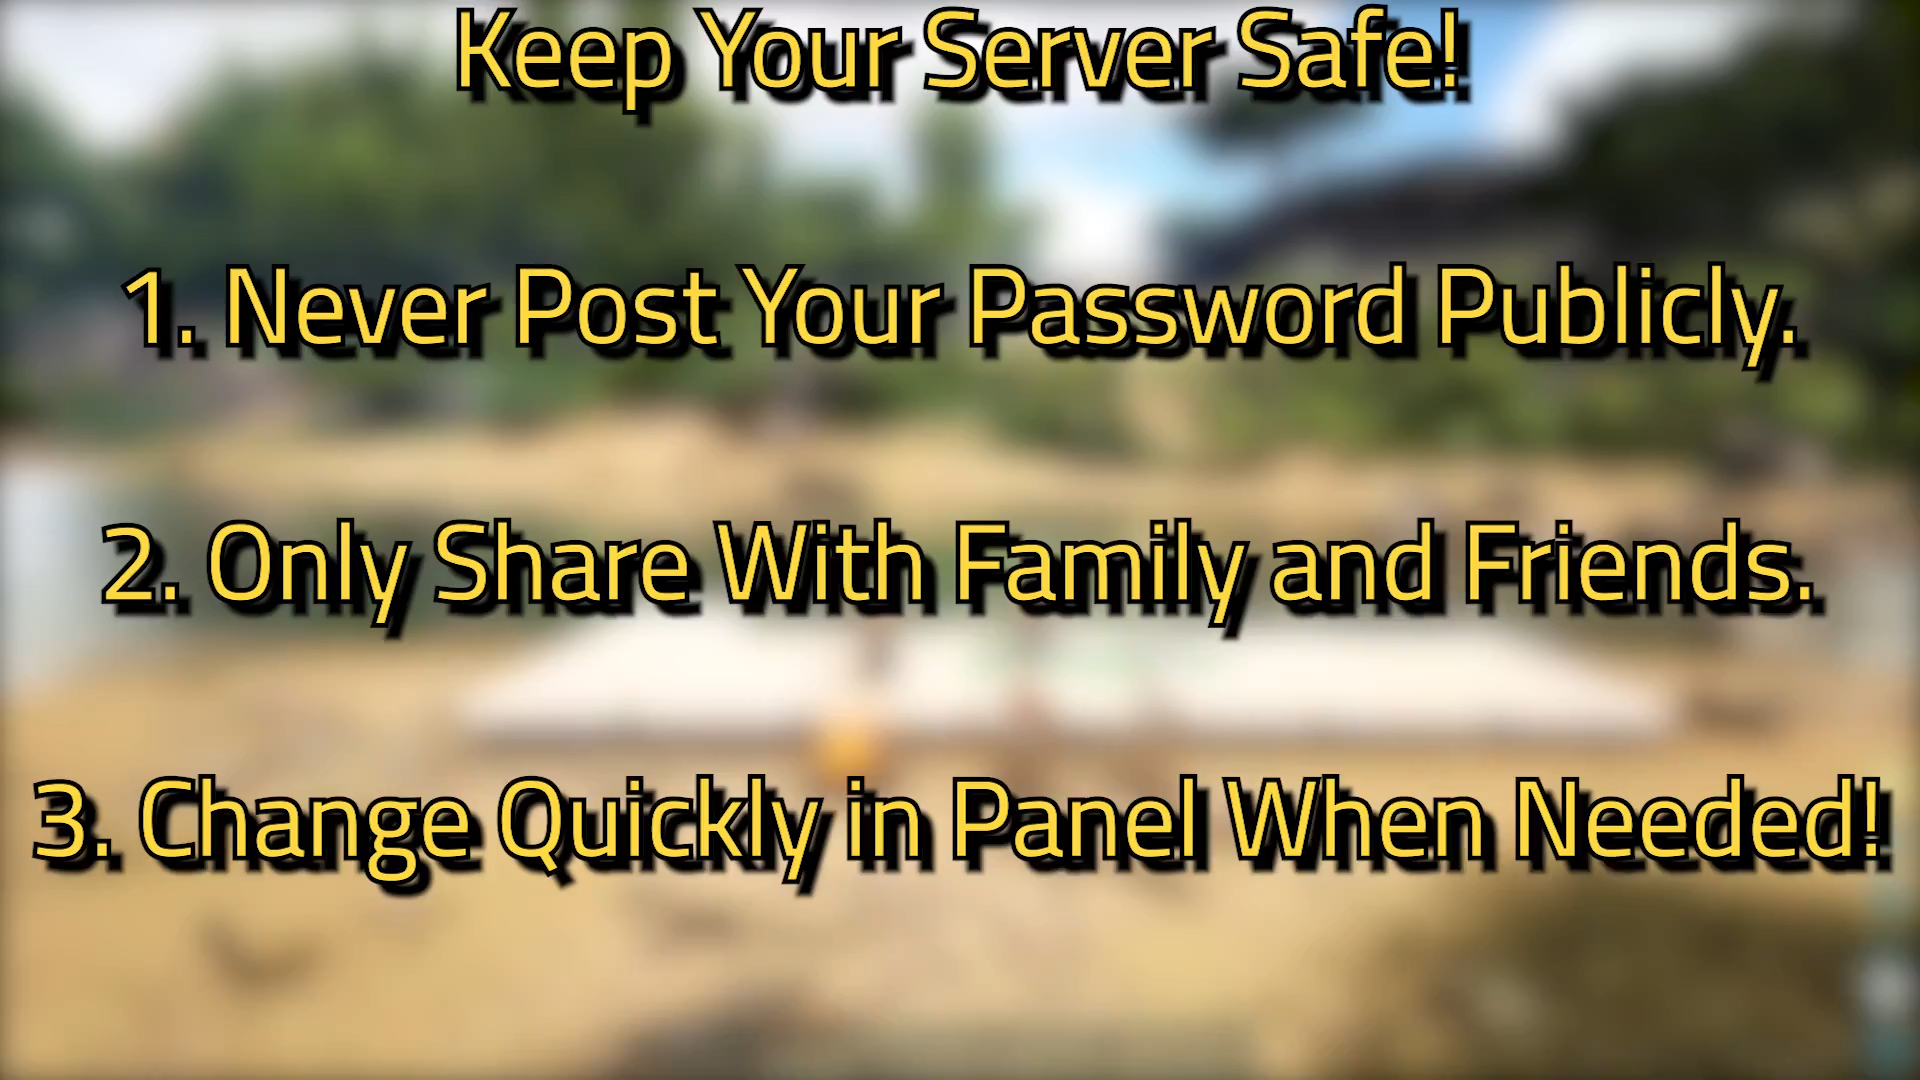 Keep Your Server Safe!
1. Never Post Your Password Publicly.
2. Only Share With Family and Friends.
3. Change Quickly in Panel When Needed!